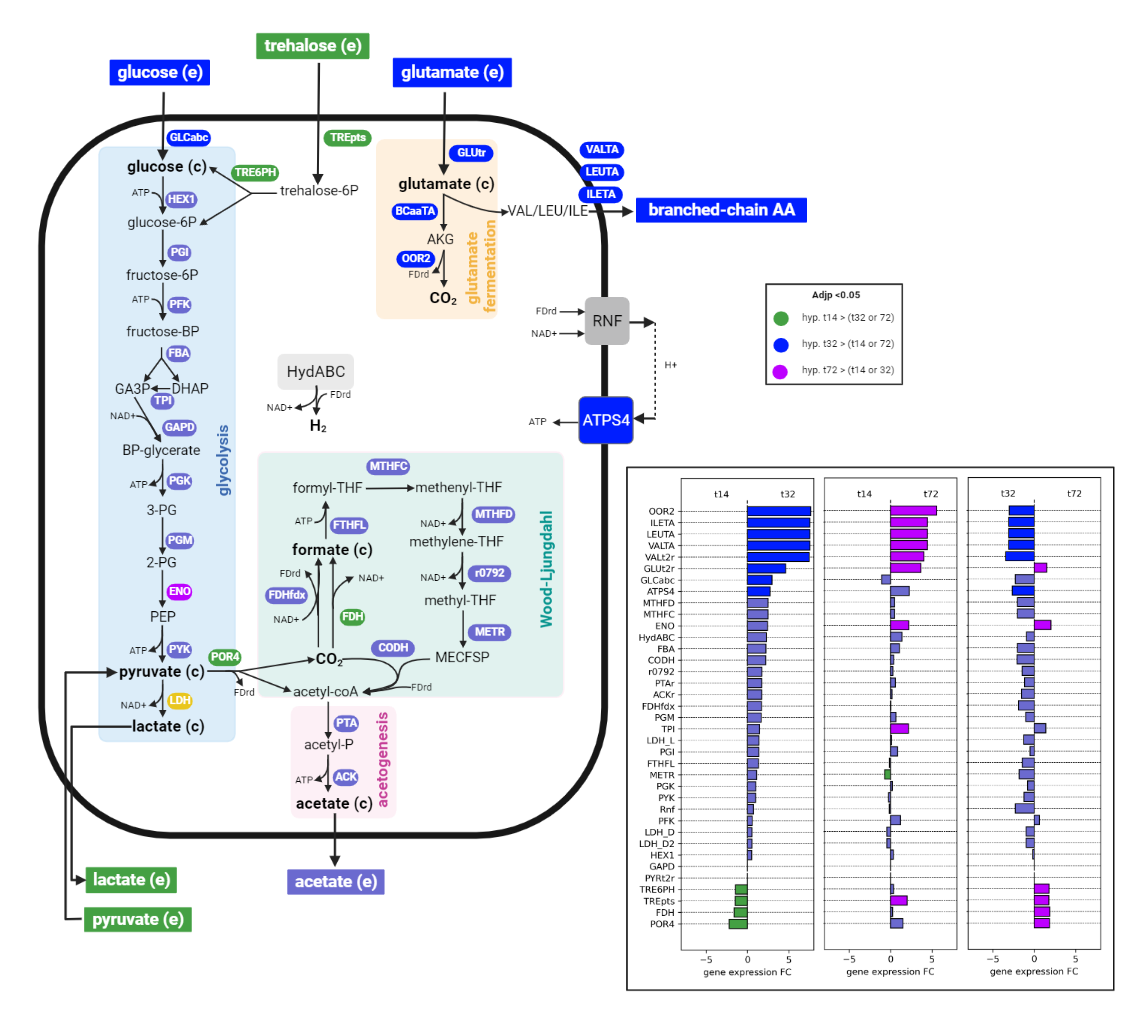 trehalose (e)
glucose (e)
glutamate (e)
GLCabc
TREpts
glucose (c)
TRE6PH
ATP
HEX1
trehalose-6P
glucose-6P
PGI
fructose-6P
ATP
PFK
fructose-BP
FBA
GA3P
DHAP
TPI
NAD+
GAPD
BP-glycerate
ATP
PGK
3-PG
PGM
2-PG
ENO
PEP
ATP
PYK
pyruvate (c)
NAD+
LDH
lactate (c)
glycolysis
GLUtr
glutamate (c)
BCaaTA
VAL/LEU/ILE
AKG
OOR2
FDrd
CO₂
glutamate
fermentation
VALTA
LEUTA
ILETA
branched-chain AA
FDrd
NAD+
RNF
H+
ATP
ATPS4
HydABC
NAD+
FDrd
H₂
MTHFC
formyl-THF
methenyl-THF
ATP
FTHFL
NAD+
MTHFD
formate (c)
methylene-THF
FDrd
NAD+
NAD+
r0792
FDHfdx
NAD+
FDH
methyl-THF
METR
CODH
CO₂
MECFSP
POR4
FDrd
acetyl-coA
FDrd
Wood-Ljungdahl
PTA
acetyl-P
ATP
ACK
acetate (c)
acetogenesis
acetate (e)
lactate (e)
pyruvate (e)
Adjp <0.05
hyp. t14 > (t32 or 72)
hyp. t32 > (t14 or 72)
hyp. t72 > (t14 or 32)
t14 t32
t14 t72
t32 t72
OOR2
ILETA
LEUTA
VALTA
VALt2r
GLUt2r
GLCabc
ATPS4
MTHFD
MTHFC
ENO
HydABC
FBA
CODH
r0792
PTAr
ACKr
FDHfdx
PGM
TPI
LDH_L
PGI
FTHFL
METR
PGK
PYK
Rnf
PFK
LDH_D
LDH_D2
HEX1
GAPD
PYRt2r
TRE6PH
TREpts
FDH
POR4
−5 0 5
−5 0 5
−5 0 5
gene expression FC
gene expression FC
gene expression FC